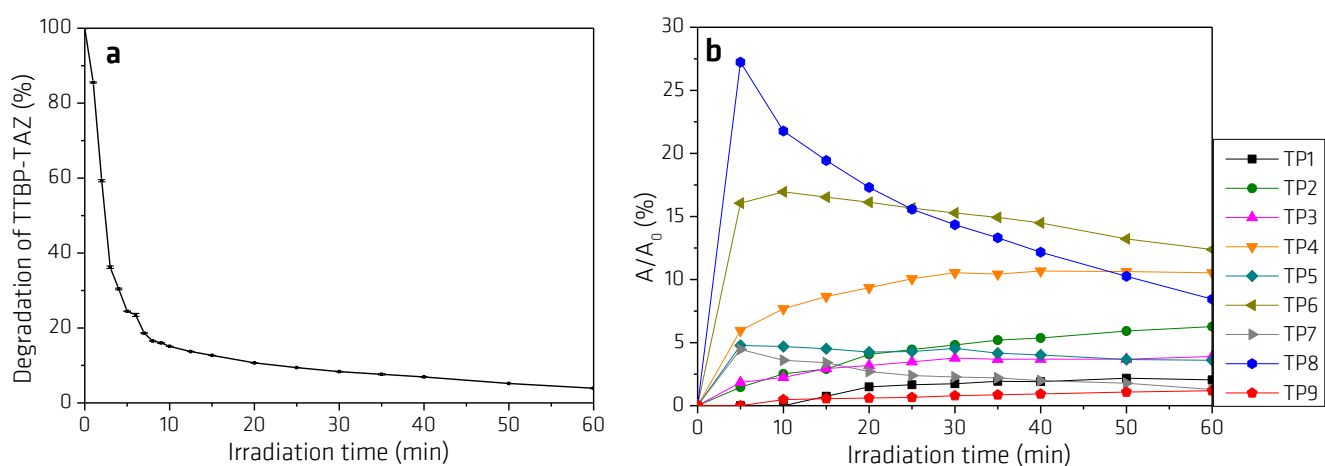 a
Degradation of TTBP-TAZ (%)
100
80
60
40
20
0
0 10 20 30 40 50 60
Irradiation time (min)
b
A/A0 (%)
30
25
20
15
10
5
0
0 10 20 30 40 50 60
Irradiation time (min)
TP1
TP2
TP3
TP4
TP5
TP6
TP7
TP8
TP9